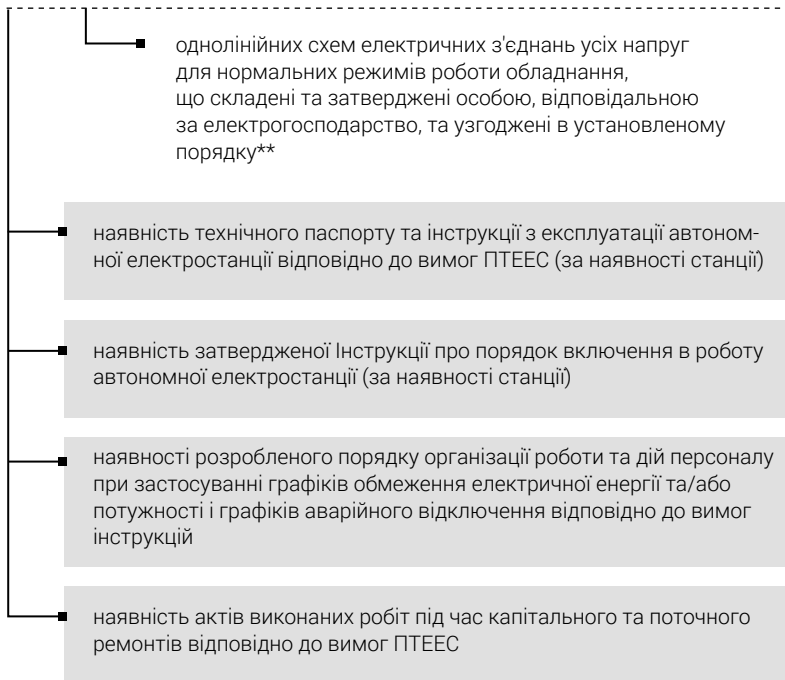 однолінійних схем електричних з'єднань усіх напруг
для нормальних режимів роботи обладнання,
що складені та затверджені особою, відповідальною
за електрогосподарство, та узгоджені в установленому
порядку**
наявність технічного паспорту та інструкції з експлуатації автоном-
ної електростанції відповідно до вимог ПТЕЕС (за наявності станції)
наявність затвердженої Інструкції про порядок включення в роботу
автономної електростанції (за наявності станції)
наявності розробленого порядку організації роботи та дій персоналу
при застосуванні графіків обмеження електричної енергії та/або
потужності і графіків аварійного відключення відповідно до вимог
інструкцій
наявність актів виконаних робіт під час капітального та поточного
ремонтів відповідно до вимог ПТЕЕС